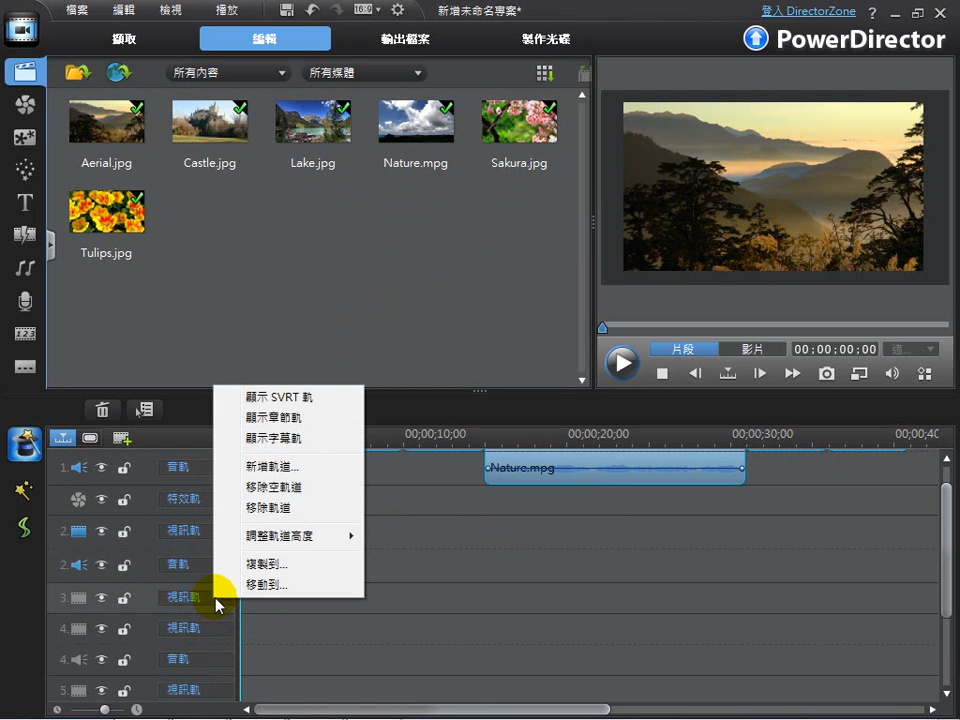 檔案 編輯 檢視 播放 16:9 新增未命名專案* 登入 DirectorZone ?
擷取 編輯 輸出檔案 製作光碟 PowerDirector
所有內容 所有媒體
Aerial.jpg Castle.jpg Lake.jpg Nature.mpg Sakura.jpg
Tulips.jpg
T
1 2 3
片段 影片 00;00;00;00 適...
顯示 SVRT 軌
顯示章節軌
顯示字幕軌
新增軌道...
移除空軌道
移除軌道
調整軌道高度
複製到...
移動到...
00;00;10;00 00;00;20;00 00;00;30;00 00;00;40
1. 音軌 Nature.mpg
特效軌
2. 視訊軌
2. 音軌
3. 視訊軌
4. 視訊軌
4. 音軌
5. 視訊軌